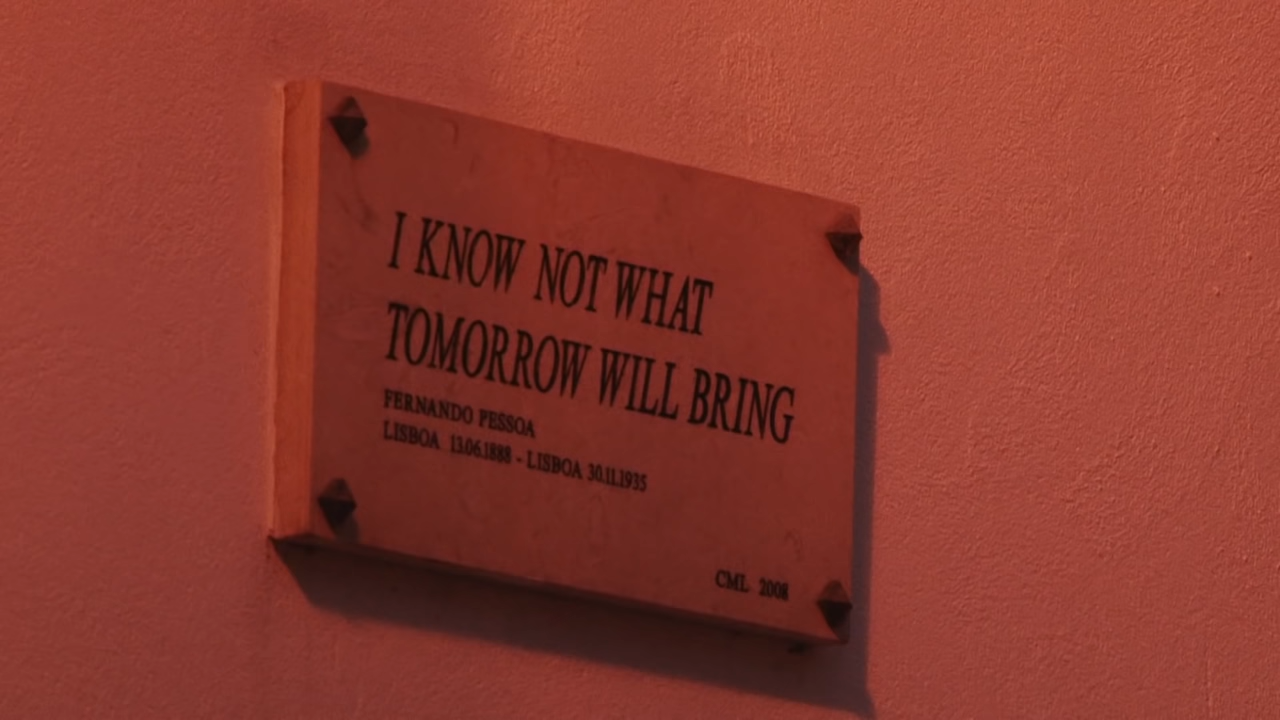 I KNOW NOT WHAT
TOMORROW WILL BRING
FERNANDO PESSOA
LISBOA 13.06.1888 - LISBOA 30.11.1935
CML 2008